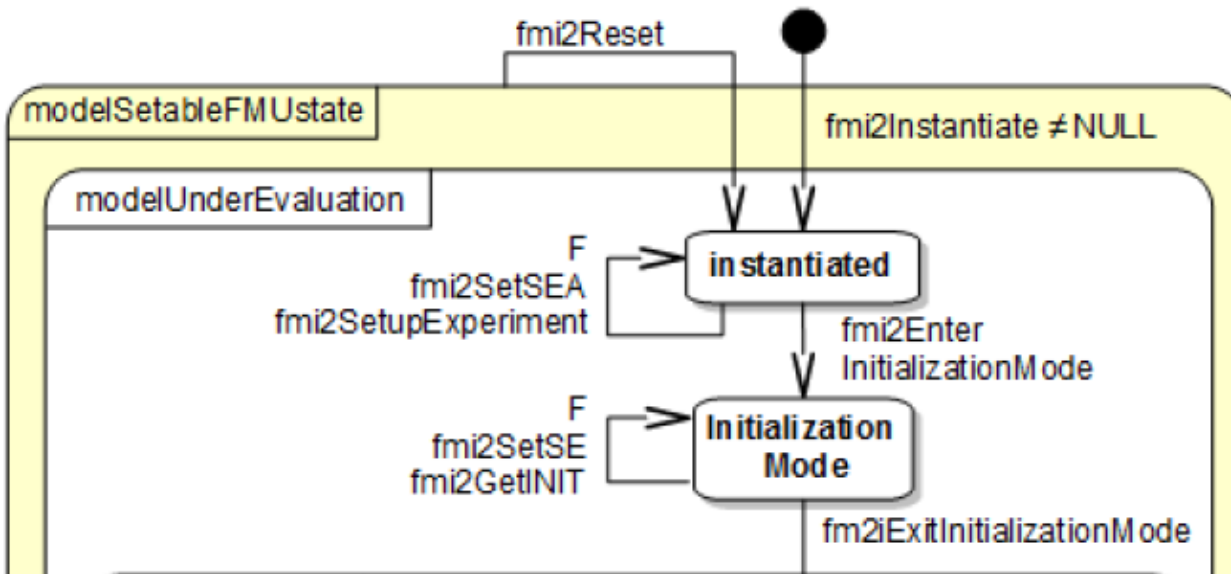 fmi2Reset
modelSetableFMUstate
fmi2Instantiate ≠ NULL
modelUnderEvaluation
F
fmi2SetSEA
fmi2SetupExperiment
instantiated
fmi2Enter
InitializationMode
F
fmi2SetSE
fmi2GetINIT
Initialization
Mode
fm2iExitInitializationMode